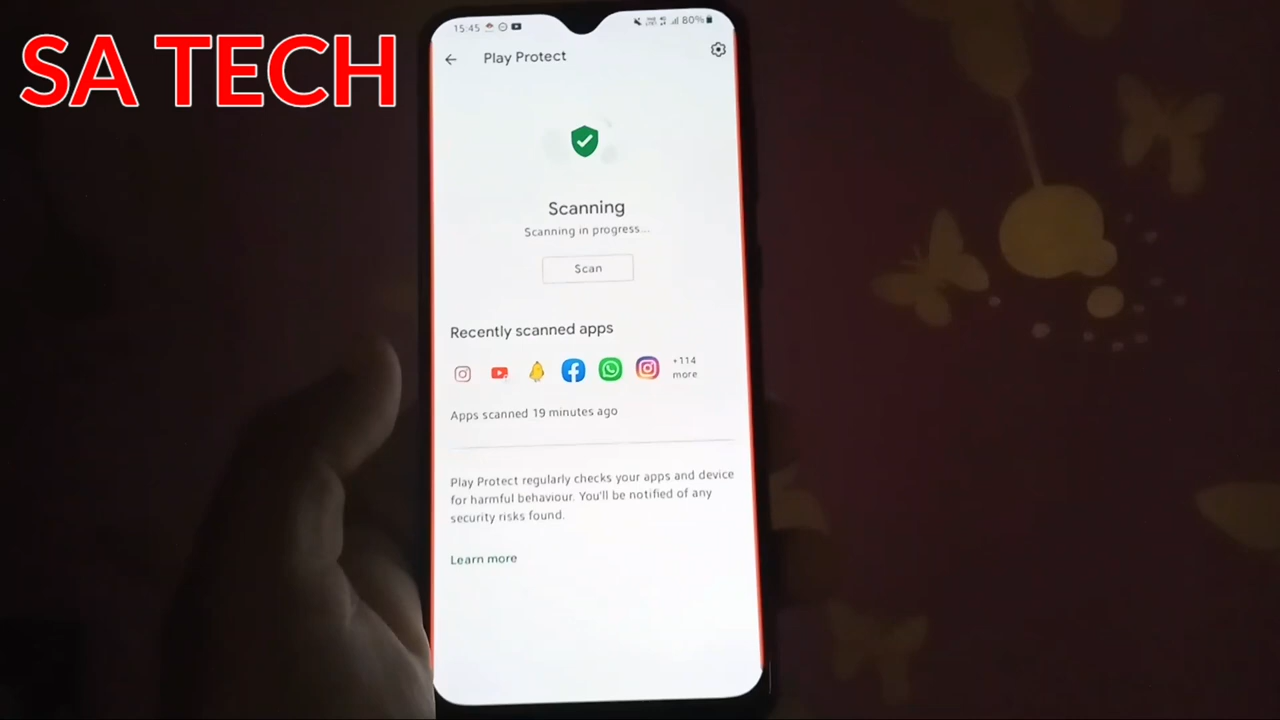 SA TECH
15:45
80%
Play Protect
Scanning
Scanning in progress...
Scan
Recently scanned apps
+114
more
Apps scanned 19 minutes ago
Play Protect regularly checks your apps and device
for harmful behaviour. You'll be notified of any
security risks found.
Learn more